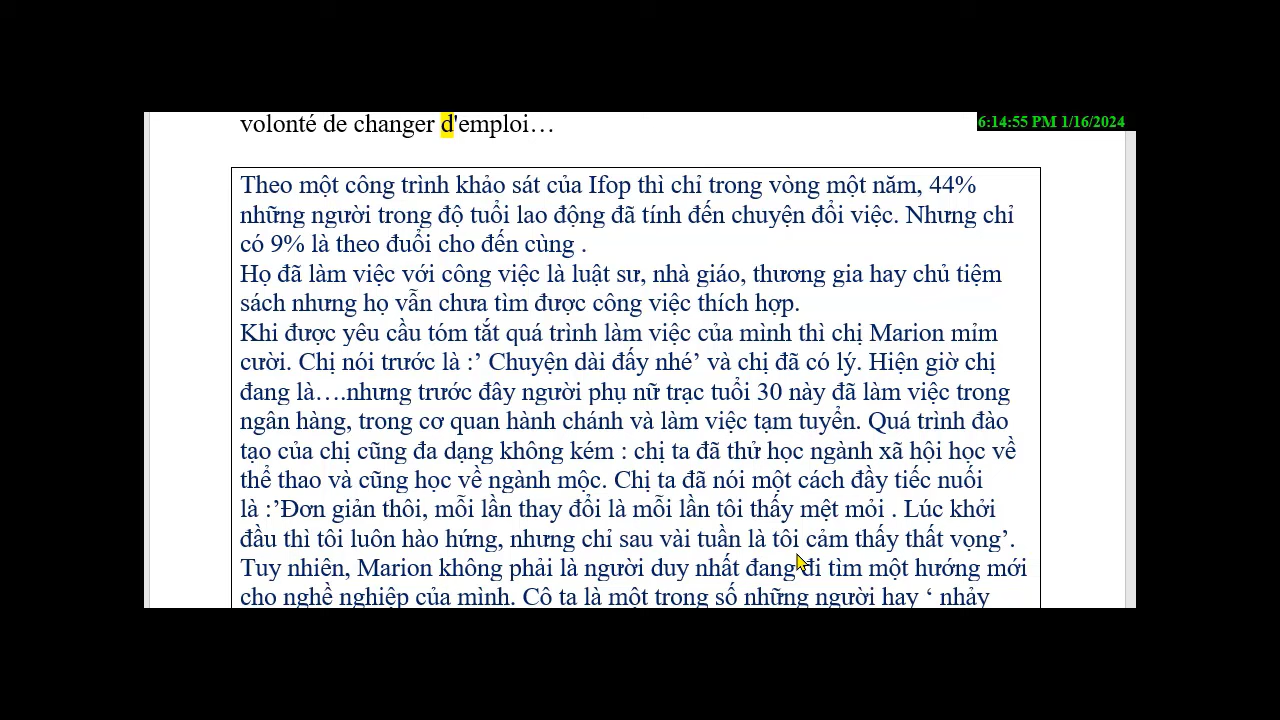 volonté de changer d'emploi…
6:14:55 PM 1/16/2024
Theo một công trình khảo sát của Ifop thì chỉ trong vòng một năm, 44%
những người trong độ tuổi lao động đã tính đến chuyện đổi việc. Nhưng chỉ
có 9% là theo đuổi cho đến cùng .
Họ đã làm việc với công việc là luật sư, nhà giáo, thương gia hay chủ tiệm
sách nhưng họ vẫn chưa tìm được công việc thích hợp.
Khi được yêu cầu tóm tắt quá trình làm việc của mình thì chị Marion mỉm
cười. Chị nói trước là :’ Chuyện dài đấy nhé’ và chị đã có lý. Hiện giờ chị
đang là….nhưng trước đây người phụ nữ trạc tuổi 30 này đã làm việc trong
ngân hàng, trong cơ quan hành chánh và làm việc tạm tuyển. Quá trình đào
tạo của chị cũng đa dạng không kém : chị ta đã thử học ngành xã hội học về
thể thao và cũng học về ngành mộc. Chị ta đã nói một cách đầy tiếc nuối
là :’Đơn giản thôi, mỗi lần thay đổi là mỗi lần tôi thấy mệt mỏi . Lúc khởi
đầu thì tôi luôn hào hứng, nhưng chỉ sau vài tuần là tôi cảm thấy thất vọng’.
Tuy nhiên, Marion không phải là người duy nhất đang đi tìm một hướng mới
cho nghề nghiệp của mình. Cô ta là một trong số những người hay ‘ nhảy